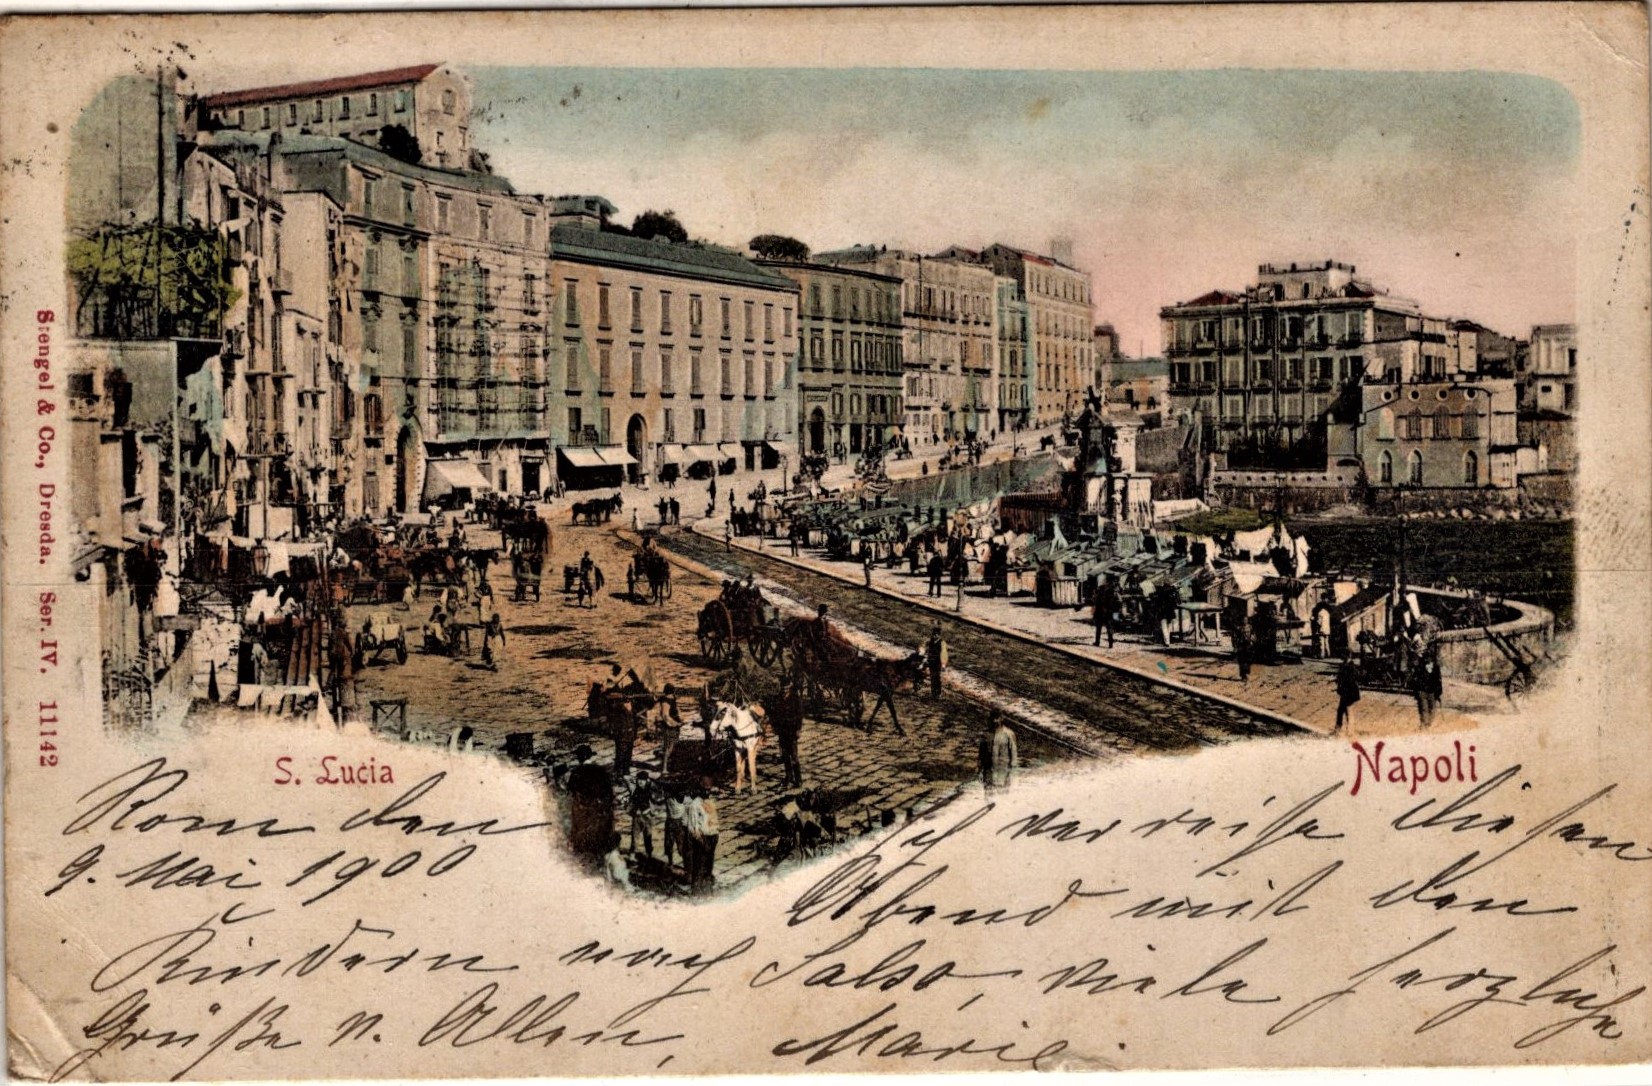 Stengel & Co., Dresda. Ser. IV. 11142
S. Lucia
Napoli
Rom den
9. Mai 1900
Ich verreise diesen
Abend mit den
Kindern nach Salso, viele herzliche
Grüße v. Allen, Marie.